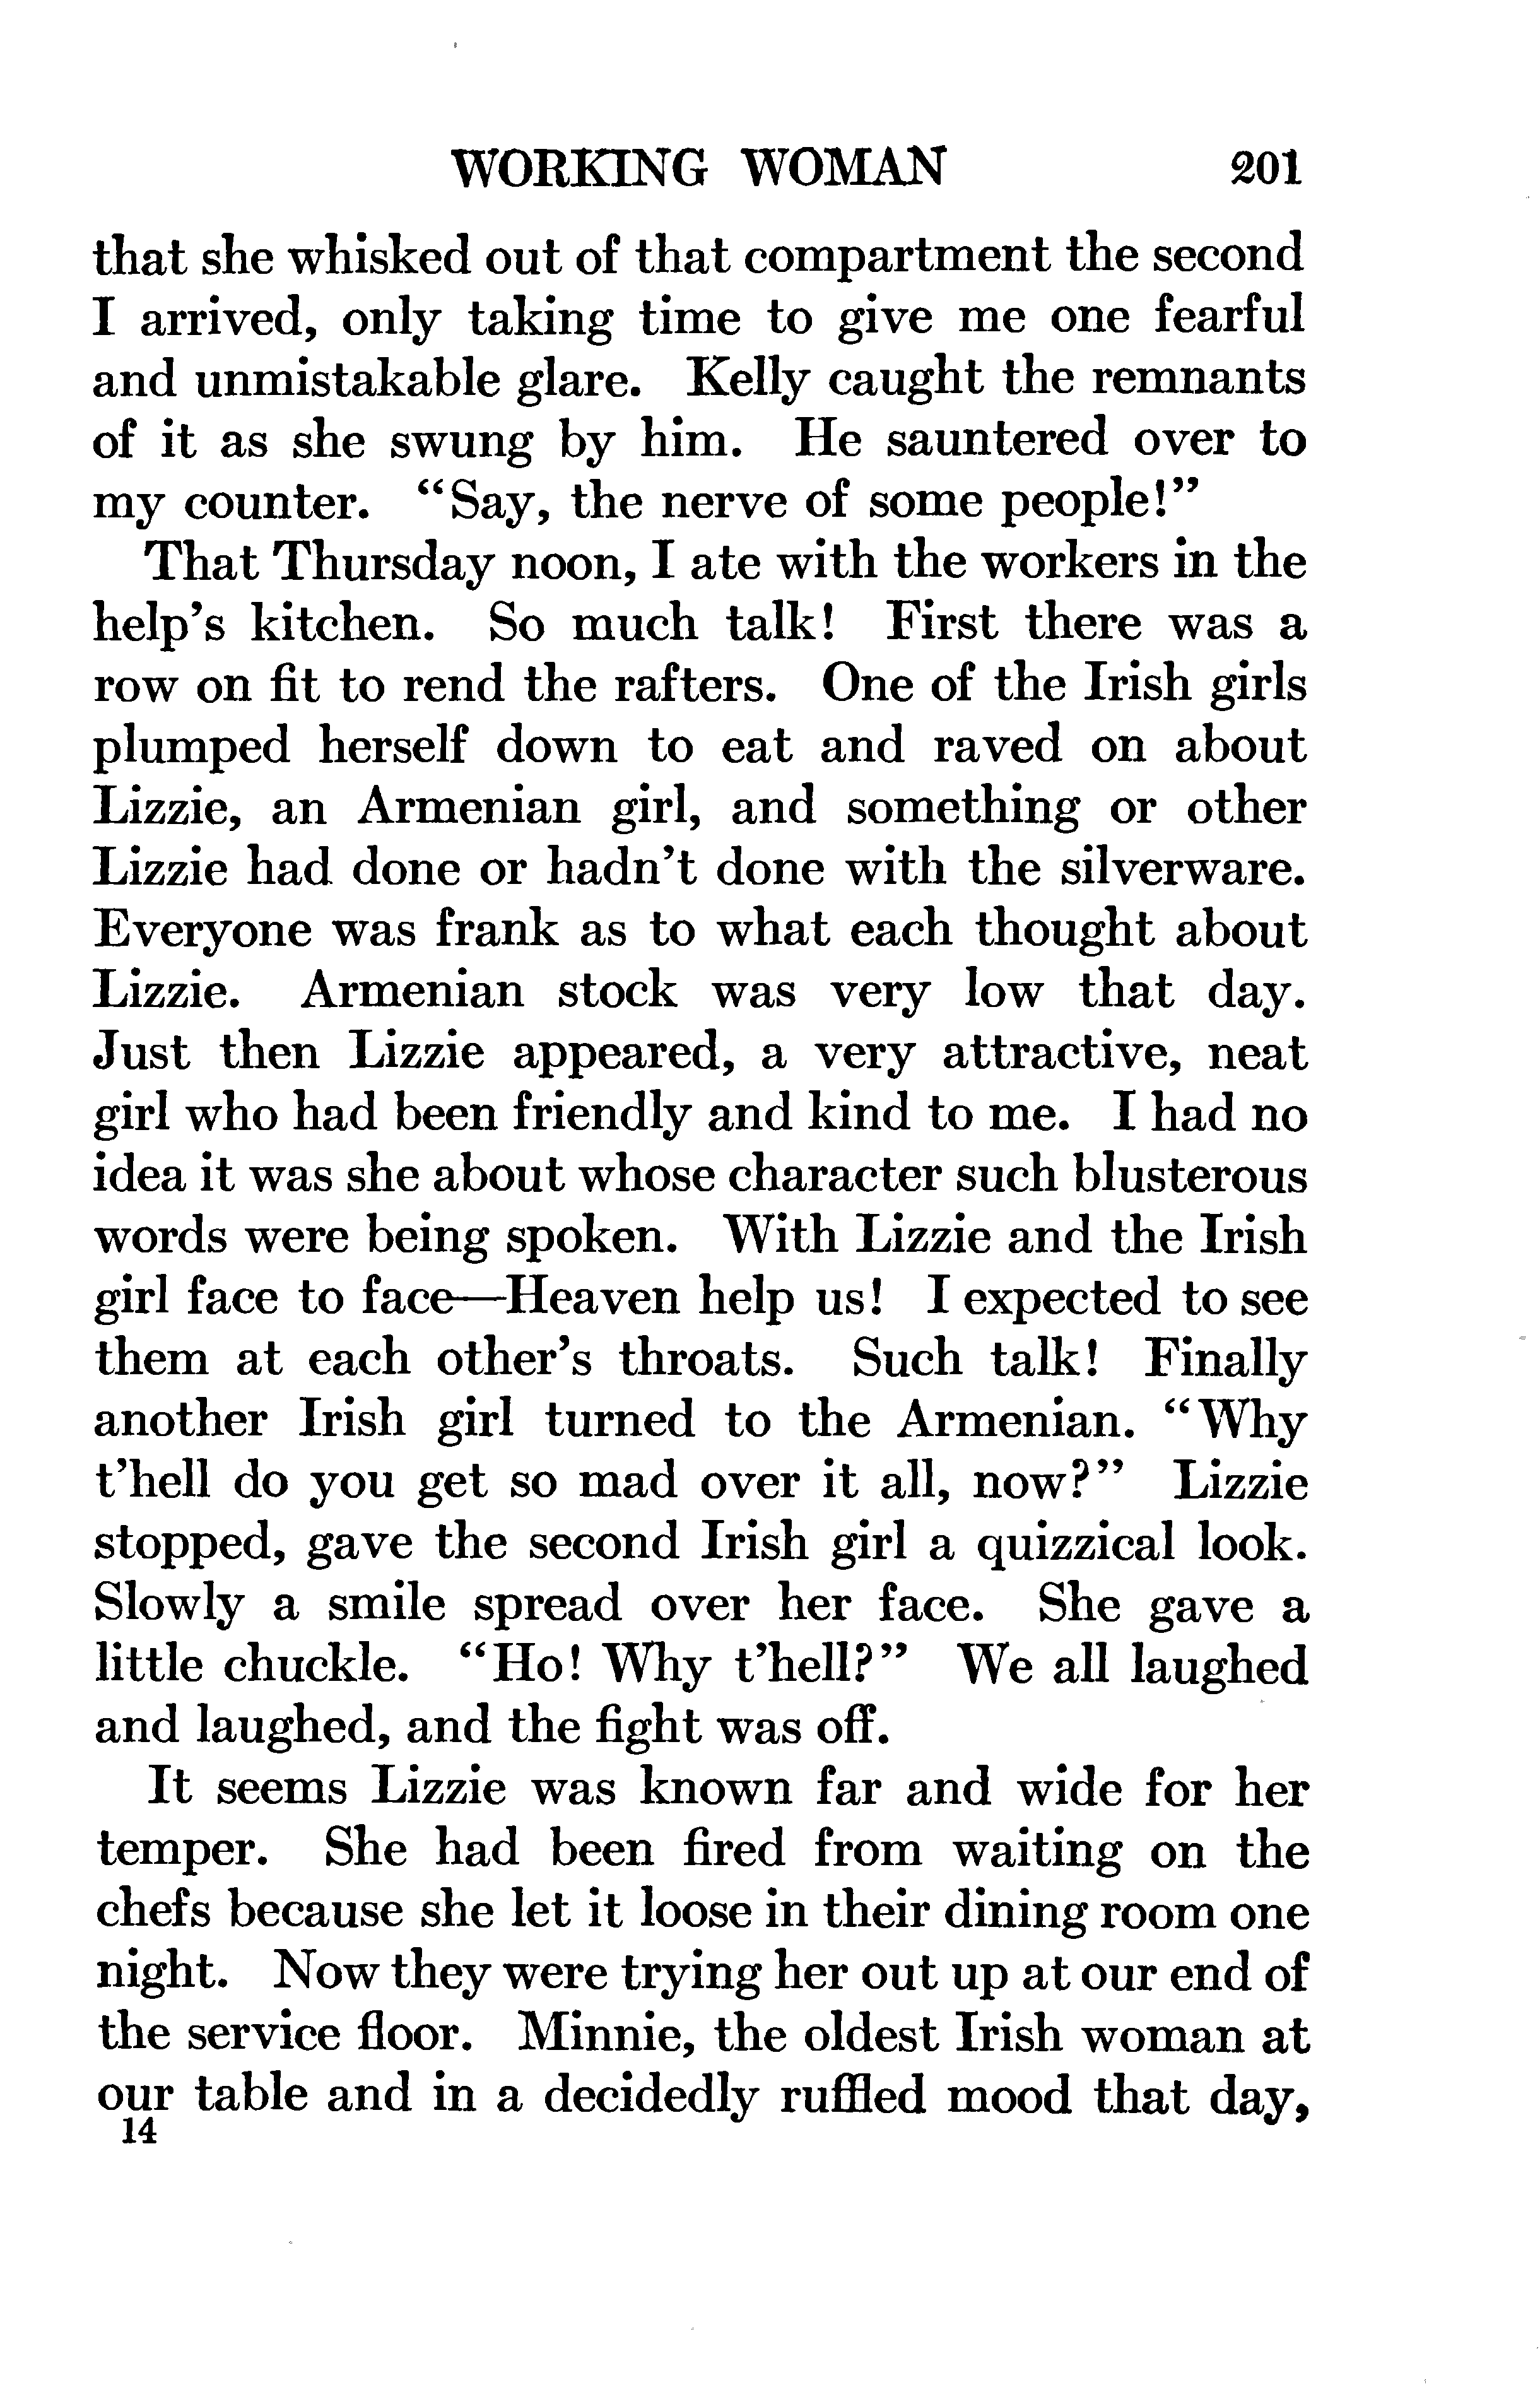 WORKING WOMAN 201
that she whisked out of that compartment the second
I arrived, only taking time to give me one fearful
and unmistakable glare. Kelly caught the remnants
of it as she swung by him. He sauntered over to
my counter. “Say, the nerve of some people!”
That Thursday noon, I ate with the workers in the
help’s kitchen. So much talk! First there was a
row on fit to rend the rafters. One of the Irish girls
plumped herself down to eat and raved on about
Lizzie, an Armenian girl, and something or other
Lizzie had done or hadn’t done with the silverware.
Everyone was frank as to what each thought about
Lizzie. Armenian stock was very low that day.
Just then Lizzie appeared, a very attractive, neat
girl who had been friendly and kind to me. I had no
idea it was she about whose character such blusterous
words were being spoken. With Lizzie and the Irish
girl face to face—Heaven help us! I expected to see
them at each other’s throats. Such talk! Finally
another Irish girl turned to the Armenian. “Why
t’hell do you get so mad over it all, now?” Lizzie
stopped, gave the second Irish girl a quizzical look.
Slowly a smile spread over her face. She gave a
little chuckle. “Ho! Why t’hell?” We all laughed
and laughed, and the fight was off.
It seems Lizzie was known far and wide for her
temper. She had been fired from waiting on the
chefs because she let it loose in their dining room one
night. Now they were trying her out up at our end of
the service floor. Minnie, the oldest Irish woman at
our table and in a decidedly ruffled mood that day,
14